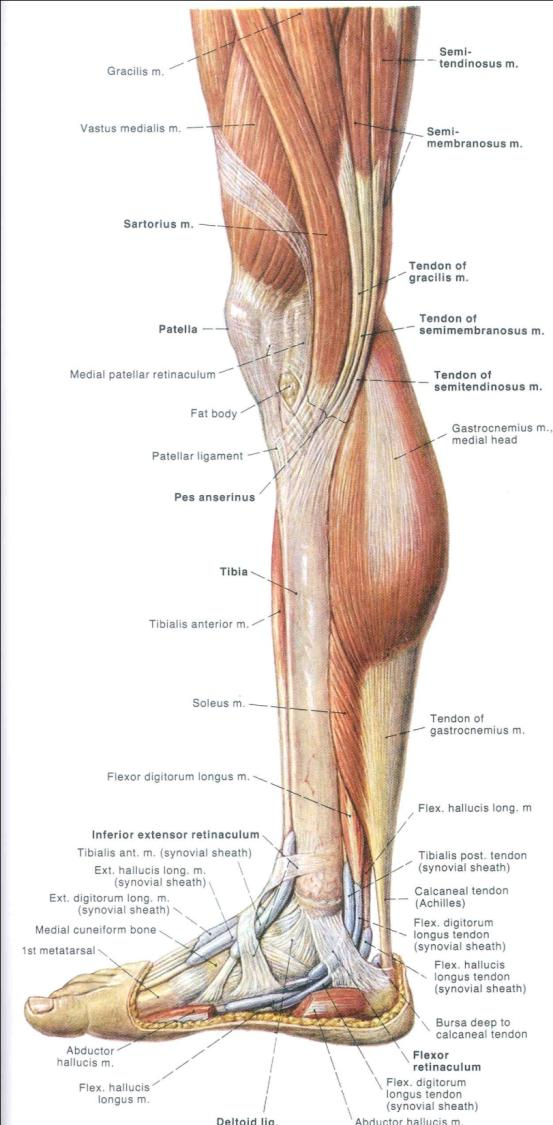 Gracilis m.
Semi-
tendinosus m.
Vastus medialis m.
Semi-
membranosus m.
Sartorius m.
Tendon of
gracilis m.
Patella
Tendon of
semimembranosus m.
Medial patellar retinaculum
Tendon of
semitendinosus m.
Fat body
Gastrocnemius m.,
medial head
Patellar ligament
Pes anserinus
Tibia
Tibialis anterior m.
Soleus m.
Tendon of
gastrocnemius m.
Flexor digitorum longus m.
Flex. hallucis long. m
Inferior extensor retinaculum
Tibialis ant. m. (synovial sheath)
Ext. hallucis long. m.
(synovial sheath)
Ext. digitorum long. m.
(synovial sheath)
Medial cuneiform bone
1st metatarsal
Tibialis post. tendon
(synovial sheath)
Calcaneal tendon
(Achilles)
Flex. digitorum
longus tendon
(synovial sheath)
Flex. hallucis
longus tendon
(synovial sheath)
Bursa deep to
calcaneal tendon
Abductor
hallucis m.
Flexor
retinaculum
Flex. hallucis
longus m.
Flex. digitorum
longus tendon
(synovial sheath)
Deltoid lig.
Abductor hallucis m.